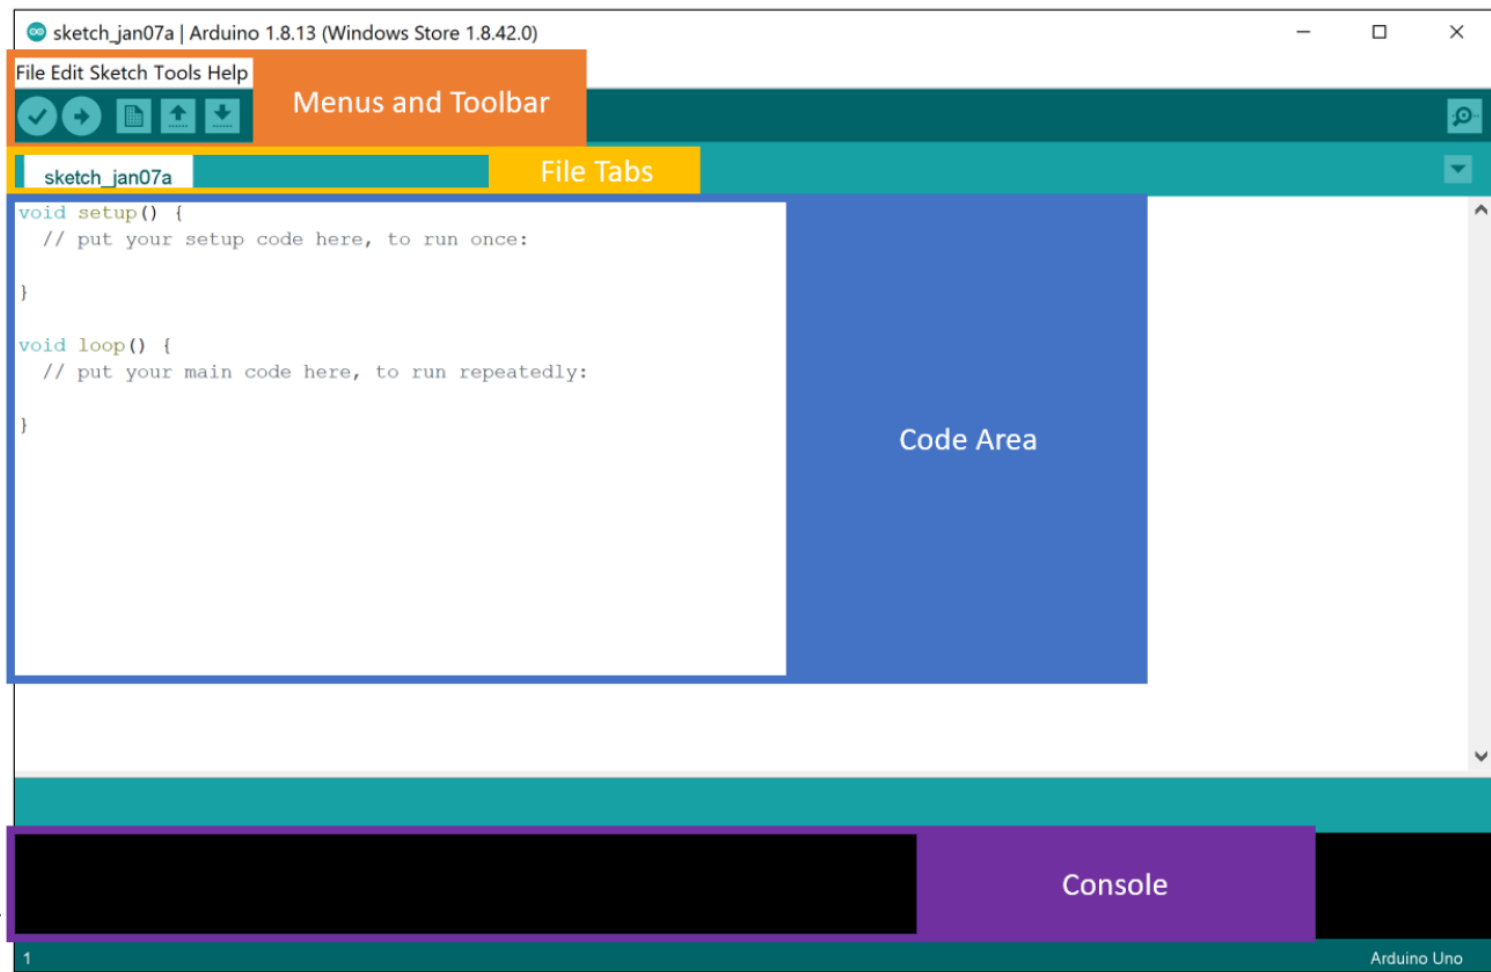 sketch_jan07a | Arduino 1.8.13 (Windows Store 1.8.42.0)
File Edit Sketch Tools Help
Menus and Toolbar
sketch_jan07a
File Tabs
void setup() {
  // put your setup code here, to run once:
}
void loop() {
  // put your main code here, to run repeatedly:
}
Code Area
Console
1
Arduino Uno